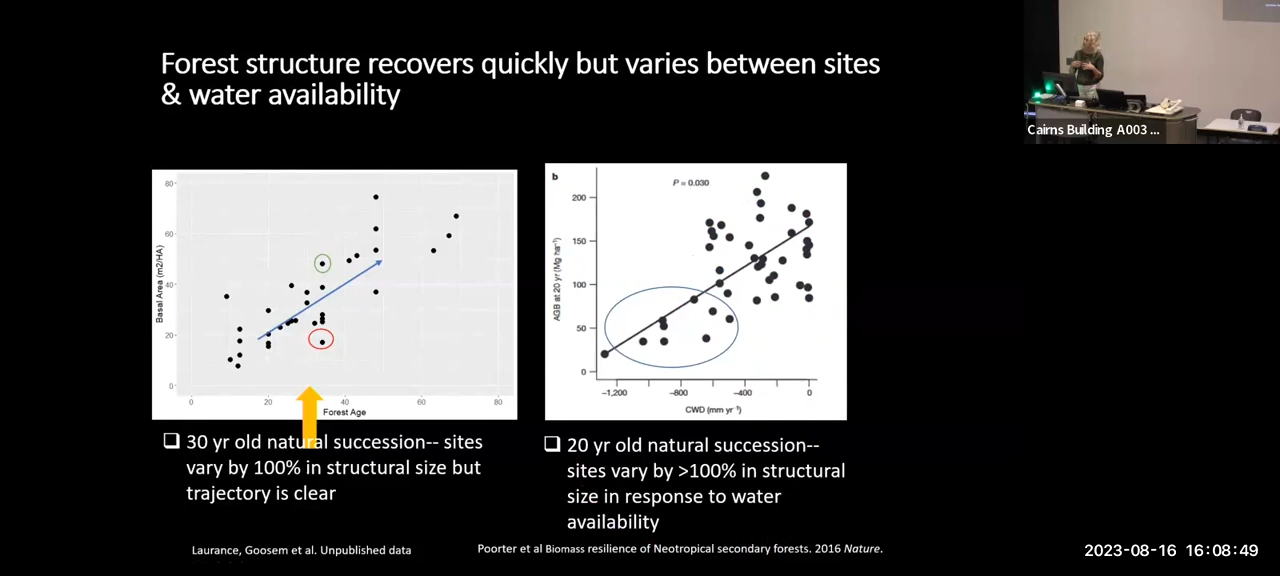 Forest structure recovers quickly but varies between sites
& water availability
Cairns Building A003 ...
80
60
40
20
0
Basal Area (m2/HA)
0
20
40
60
80
Forest Age
b
P = 0.030
200
150
100
50
0
AGB at 20 yr (Mg ha⁻¹)
−1,200
−800
−400
0
CWD (mm yr⁻¹)
30 yr old natural succession-- sites
vary by 100% in structural size but
trajectory is clear
20 yr old natural succession--
sites vary by >100% in structural
size in response to water
availability
Laurance, Goosem et al. Unpublished data
Poorter et al Biomass resilience of Neotropical secondary forests. 2016 Nature.
2023-08-16 16:08:49